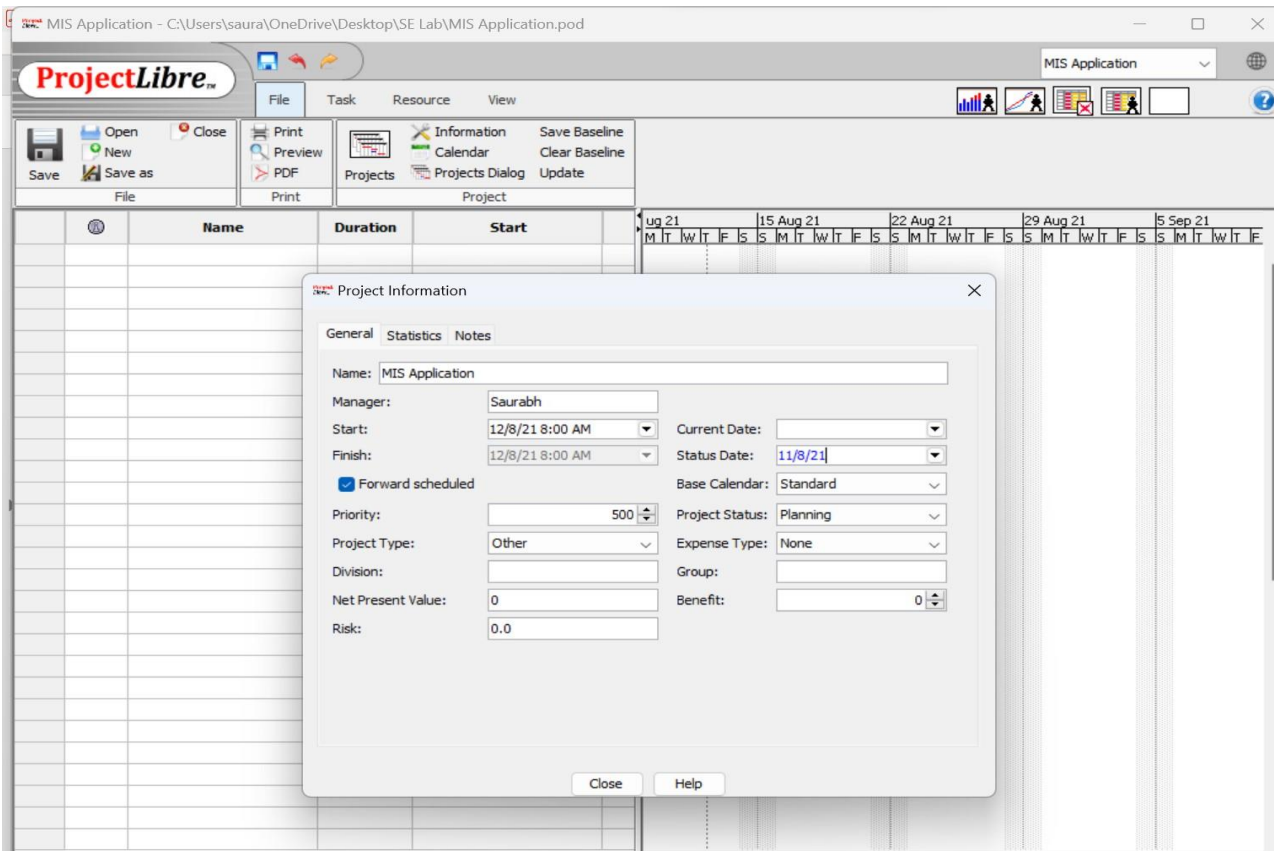 MIS Application - C:\Users\saura\OneDrive\Desktop\SE Lab\MIS Application.pod
ProjectLibre™
MIS Application
File Task Resource View
Save
Open
New
Save as
Close
File
Print
Preview
PDF
Print
Projects
Information
Calendar
Projects Dialog
Save Baseline
Clear Baseline
Update
Project
Name Duration Start
ug 21 15 Aug 21 22 Aug 21 29 Aug 21 5 Sep 21
M T W T F S S M T W T F S S M T W T F S S M T W T F S S M T W T F
Project Information
General Statistics Notes
Name: MIS Application
Manager: Saurabh
Start: 12/8/21 8:00 AM Current Date:
Finish: 12/8/21 8:00 AM Status Date: 11/8/21
Forward scheduled Base Calendar: Standard
Priority: 500 Project Status: Planning
Project Type: Other Expense Type: None
Division: Group:
Net Present Value: 0 Benefit: 0
Risk: 0.0
Close Help